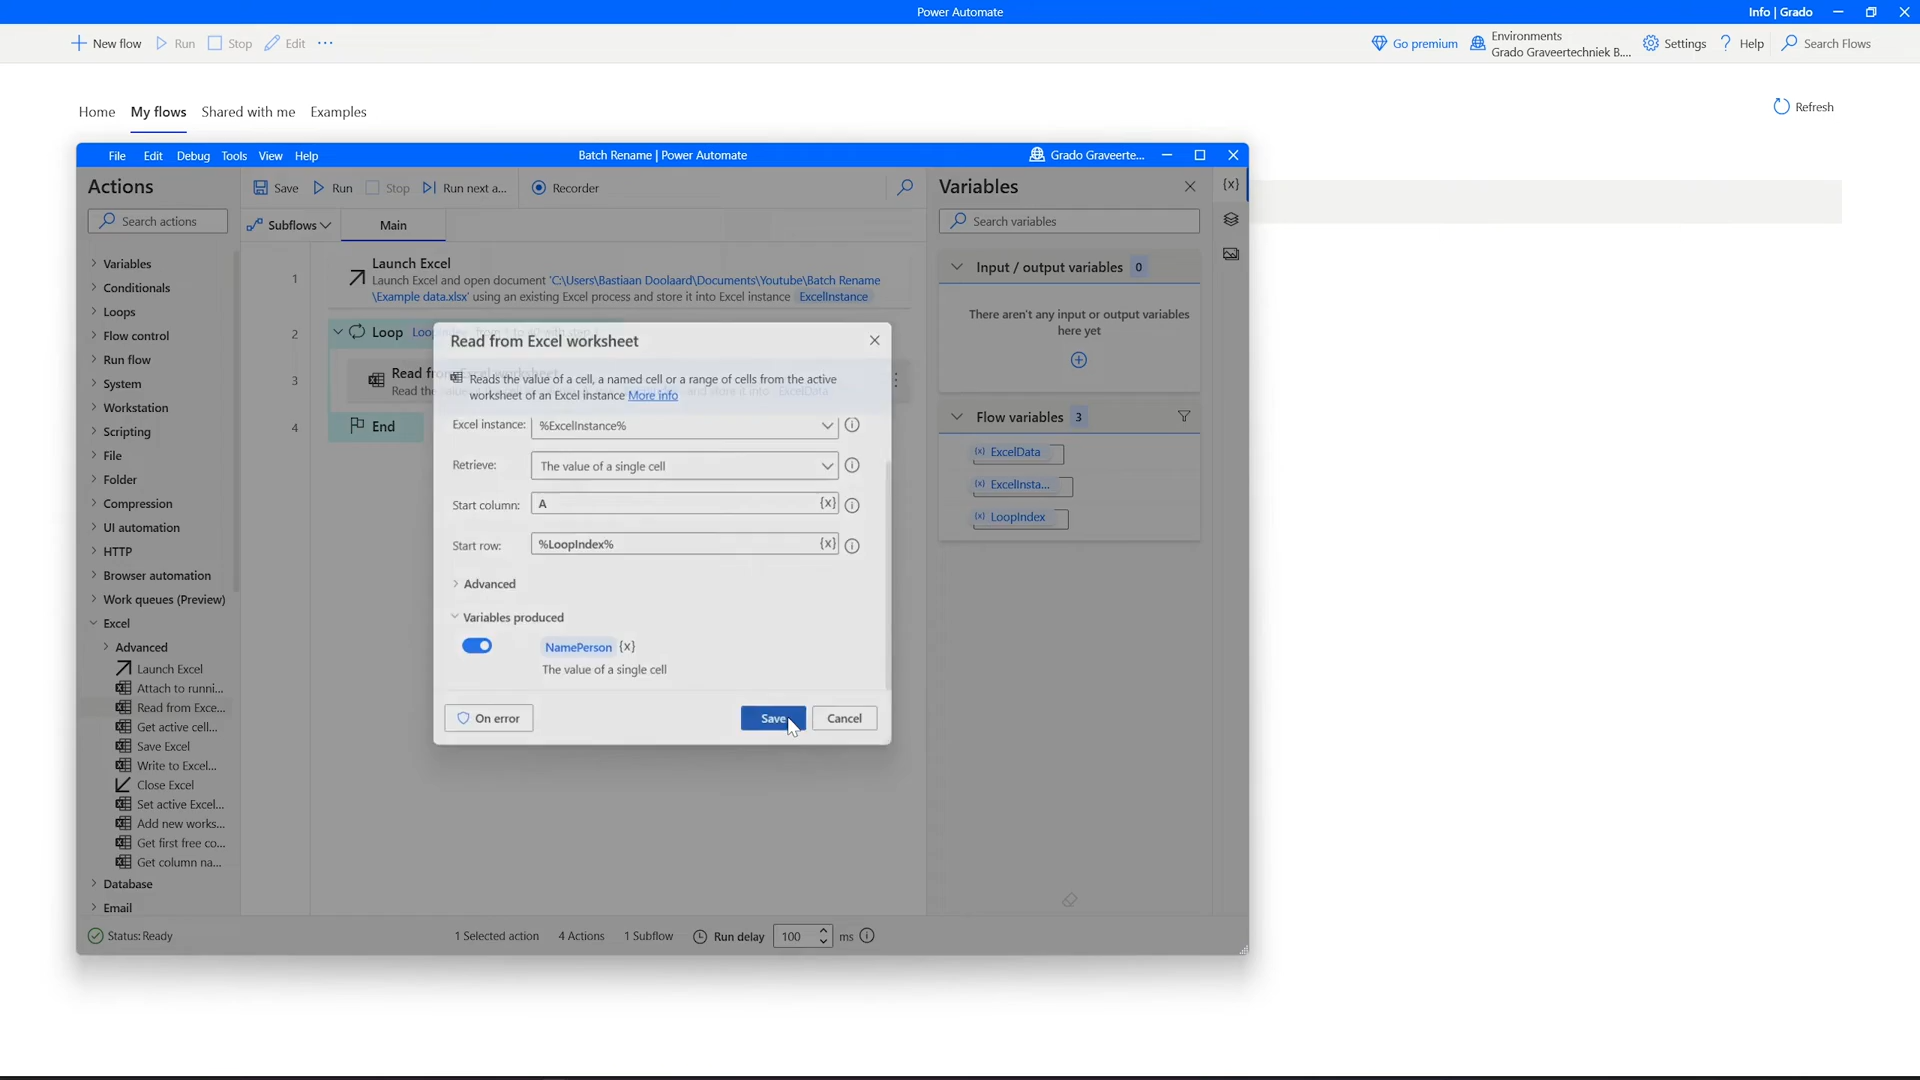 Power Automate
Info | Grado
New flow
Run
Stop
Edit
Go premium
Environments
Grado Graveertechniek B....
Settings
? Help
Search Flows
Home
My flows
Shared with me
Examples
Refresh
File
Edit
Debug
Tools
View
Help
Batch Rename | Power Automate
Grado Graveerte...
Actions
Save
Run
Stop
Run next a...
Recorder
Variables
{x}
Search actions
Subflows
Main
Search variables
Variables
Conditionals
Loops
Flow control
Run flow
System
Workstation
Scripting
File
Folder
Compression
UI automation
HTTP
Browser automation
Work queues (Preview)
Excel
Advanced
Launch Excel
Attach to runni...
Read from Exce...
Get active cell...
Save Excel
Write to Excel...
Close Excel
Set active Excel...
Add new works...
Get first free co...
Get column na...
Database
Email
1
Launch Excel
Launch Excel and open document 'C:\Users\Bastiaan Doolaard\Documents\Youtube\Batch Rename
\Example data.xlsx' using an existing Excel process and store it into Excel instance ExcelInstance
2
Loop
3
4
End
Read from Excel worksheet
Reads the value of a cell, a named cell or a range of cells from the active
worksheet of an Excel instance More info
Excel instance:
%ExcelInstance%
Retrieve:
The value of a single cell
Start column:
A
{x}
Start row:
%LoopIndex%
{x}
Advanced
Variables produced
NamePerson {x}
The value of a single cell
On error
Save
Cancel
Input / output variables 0
There aren't any input or output variables
here yet
Flow variables 3
{x} ExcelData
{x} ExcelInsta...
{x} LoopIndex
Status: Ready
1 Selected action
4 Actions
1 Subflow
Run delay
100
ms